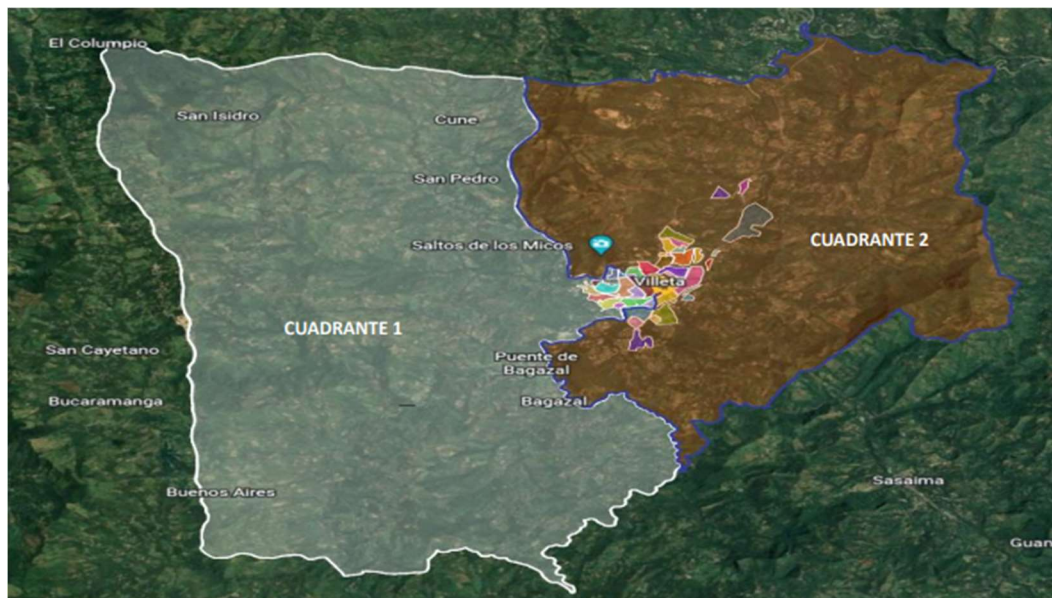 El Columpio
San Isidro
Cune
San Pedro
Saltos de los Micos
CUADRANTE 2
Villeta
CUADRANTE 1
San Cayetano
Puente de
Bagazal
Bucaramanga
Bagazal
Sasaima
Buenos Aires
Guan